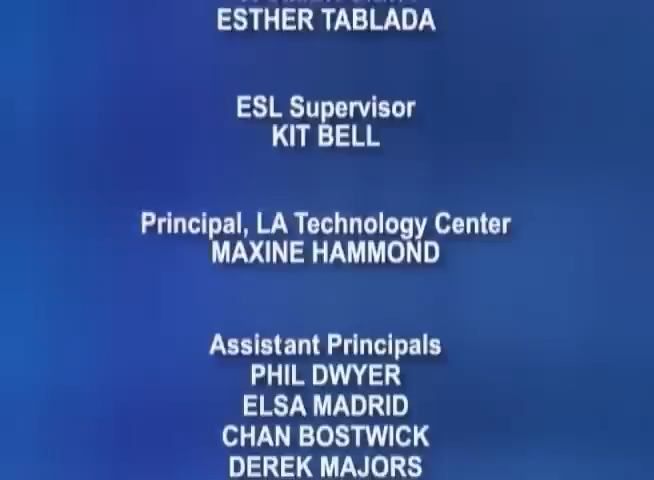 ESTHER TABLADA
ESL Supervisor
KIT BELL
Principal, LA Technology Center
MAXINE HAMMOND
Assistant Principals
PHIL DWYER
ELSA MADRID
CHAN BOSTWICK
DEREK MAJORS